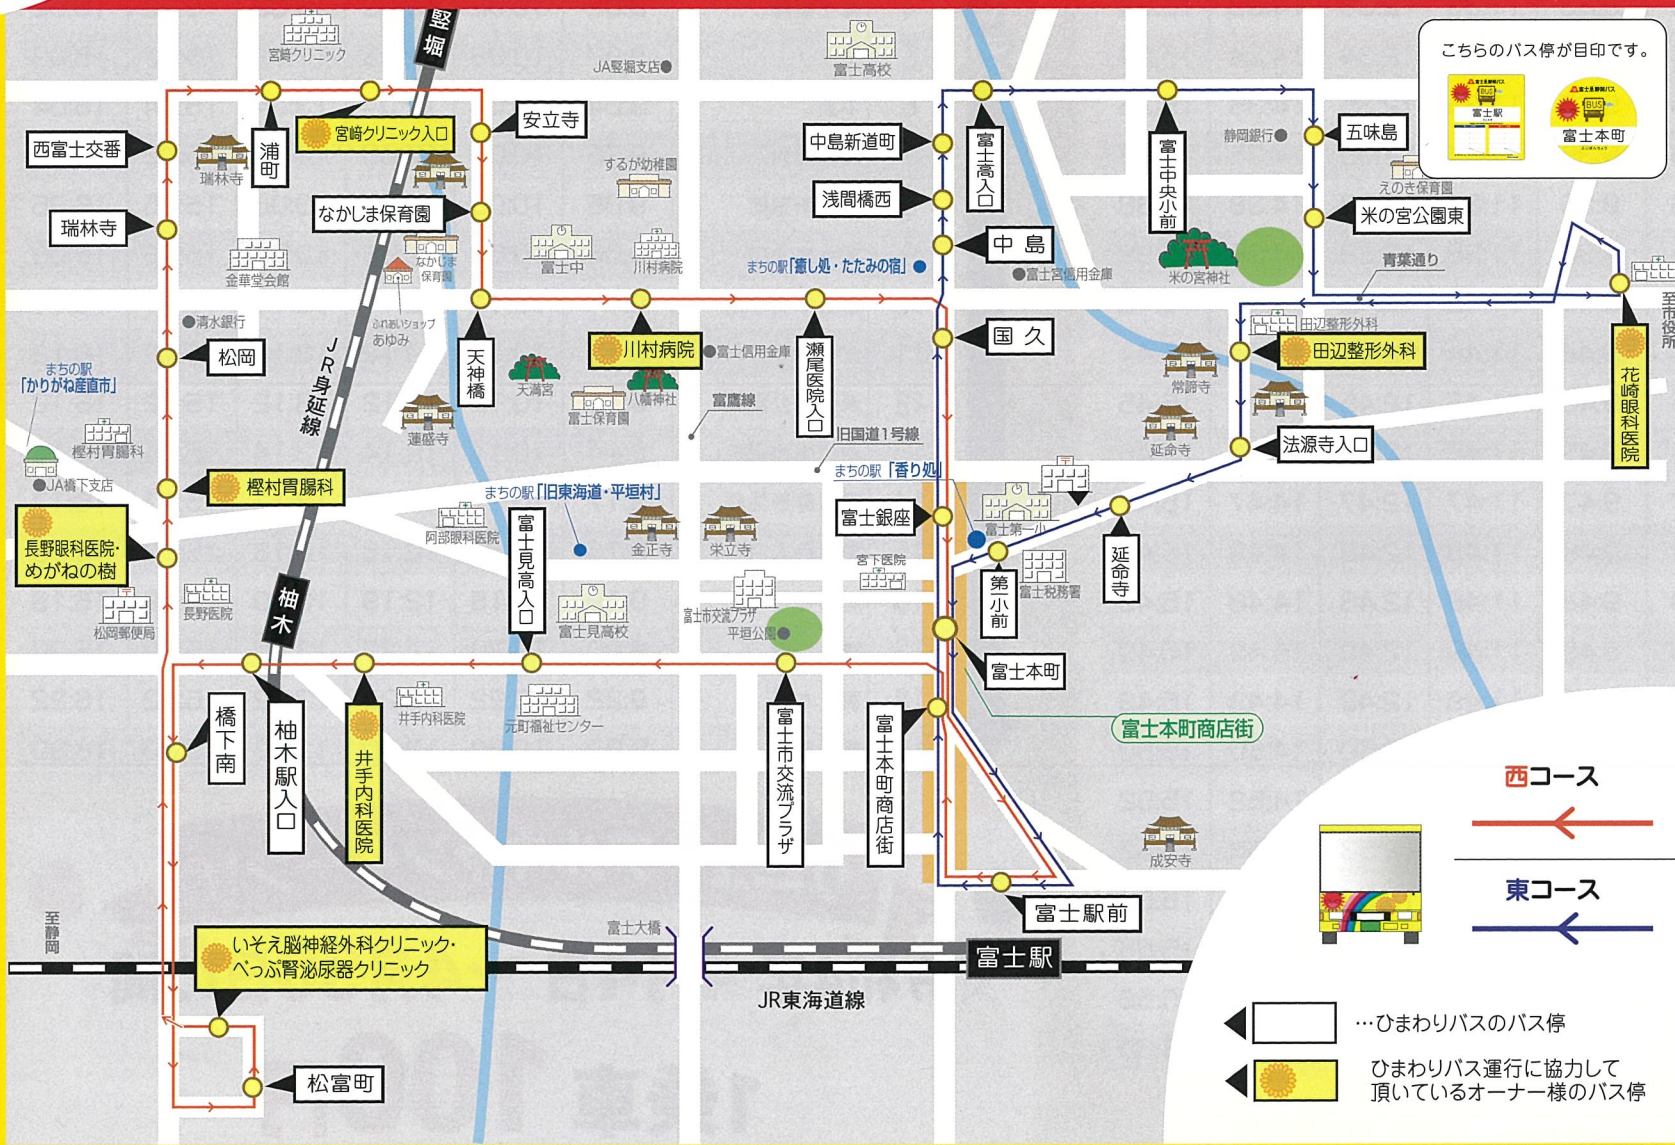 竪堀
宮﨑クリニック
JA竪堀支店
富士高校
こちらのバス停が目印です。
富士駅
BUS
富士本町
西富士交番
瑞林寺
浦町
宮﨑クリニック入口
安立寺
中島新道町
富士高入口
富士中央小前
静岡銀行
五味島
えのき保育園
瑞林寺
するが幼稚園
なかじま保育園
浅間橋西
米の宮公園東
富士中
川村病院
中島
まちの駅「癒し処・たたみの宿」
富士宮信用金庫
米の宮神社
青葉通り
金華堂会館
なかじま
保育園
ふれあいショップ
あゆみ
至市役所
清水銀行
松岡
JR身延線
天神橋
天満宮
川村病院
富士信用金庫
八幡神社
富士保育園
瀬尾医院入口
国久
常諦寺
田辺整形外科
田辺整形外科
花崎眼科医院
まちの駅
「かりがね産直市」
樫村胃腸科
JA橋下支店
蓮盛寺
富鷹線
旧国道1号線
延命寺
法源寺入口
樫村胃腸科
まちの駅「旧東海道・平垣村」
まちの駅「香り処」
長野眼科医院・
めがねの樹
阿部眼科医院
富士見高入口
金正寺
栄立寺
富士銀座
富士第一小
延命寺
柚木
松岡郵便局
長野医院
富士見高校
富士市交流プラザ
平垣公園
宮下医院
第一小前
富士税務署
富士本町
橋下南
柚木駅入口
井手内科医院
井手内科医院
元町福祉センター
富士市交流プラザ
富士本町商店街
富士本町商店街
西コース
東コース
成安寺
富士駅前
至静岡
いそえ脳神経外科クリニック・
べっぷ腎泌尿器クリニック
富士大橋
富士駅
JR東海道線
松富町
…ひまわりバスのバス停
ひまわりバス運行に協力して
頂いているオーナー様のバス停